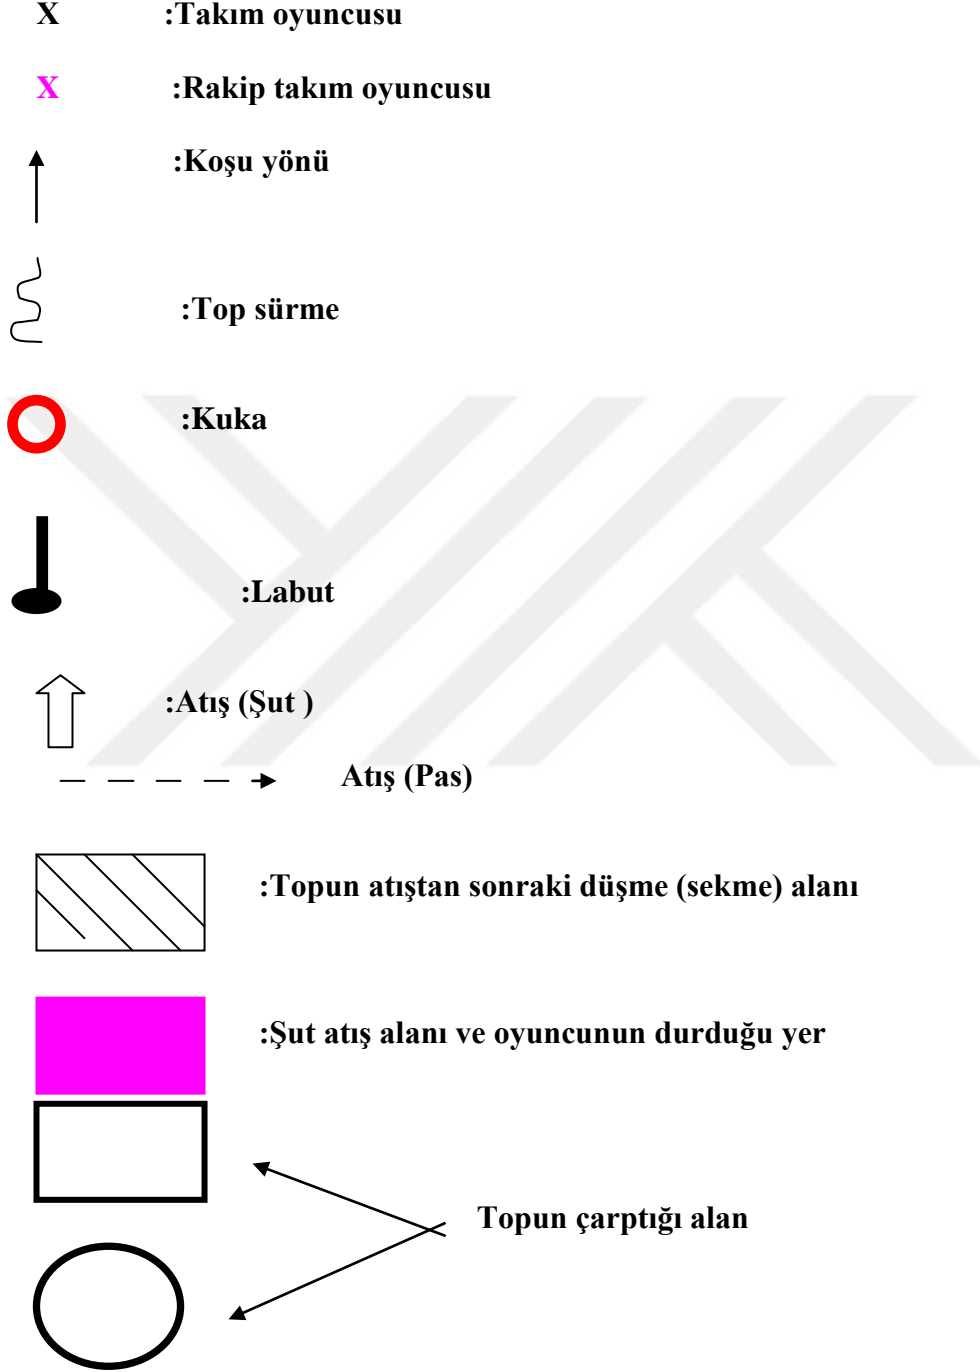 X :Takım oyuncusu
X :Rakip takım oyuncusu
:Koşu yönü
:Top sürme
:Kuka
:Labut
:Atış (Şut )
Atış (Pas)
:Topun atıştan sonraki düşme (sekme) alanı
:Şut atış alanı ve oyuncunun durduğu yer
Topun çarptığı alan